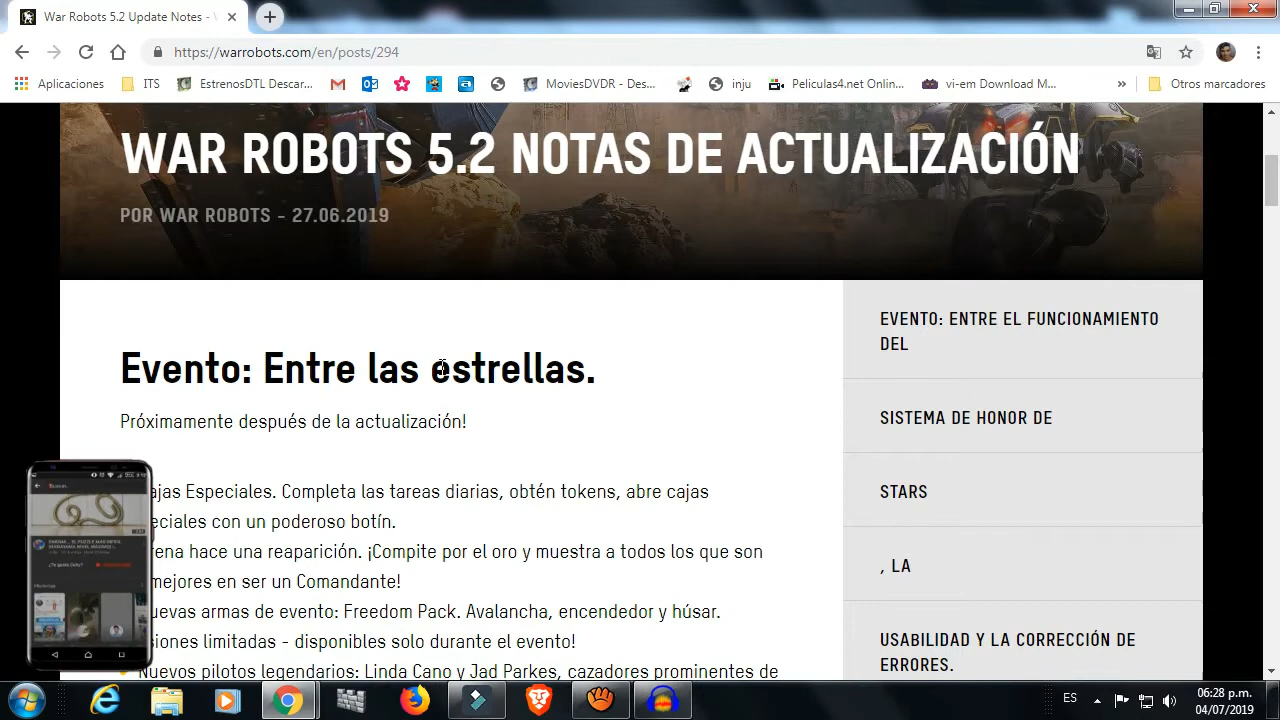 War Robots 5.2 Update Notes - V
https://warrobots.com/en/posts/294
Aplicaciones
ITS
EstrenosDTL Descar...
MoviesDVDR - Des...
inju
Peliculas4.net Onlin...
vi-em Download M...
»
Otros marcadores
WAR ROBOTS 5.2 NOTAS DE ACTUALIZACIÓN
POR WAR ROBOTS - 27.06.2019
Evento: Entre las estrellas.
Próximamente después de la actualización!
ajas Especiales. Completa las tareas diarias, obtén tokens, abre cajas
eciales con un poderoso botín.
na hacer un capaatlon. ¡Compite por el oro y muestra a todos los que son
mejores en ser un Comandante!
uevas armas de evento: Freedom Pack. Avalancha, encendedor y húsar.
siones limitadas - disponibles solo durante el evento!
Nuevos pilotos legendarios: Linda Cano y Jad Parkes, cazadores prominentes de
EVENTO: ENTRE EL FUNCIONAMIENTO
DEL
SISTEMA DE HONOR DE
STARS
, LA
USABILIDAD Y LA CORRECCIÓN DE
ERRORES.
ES
06:28 p.m.
04/07/2019